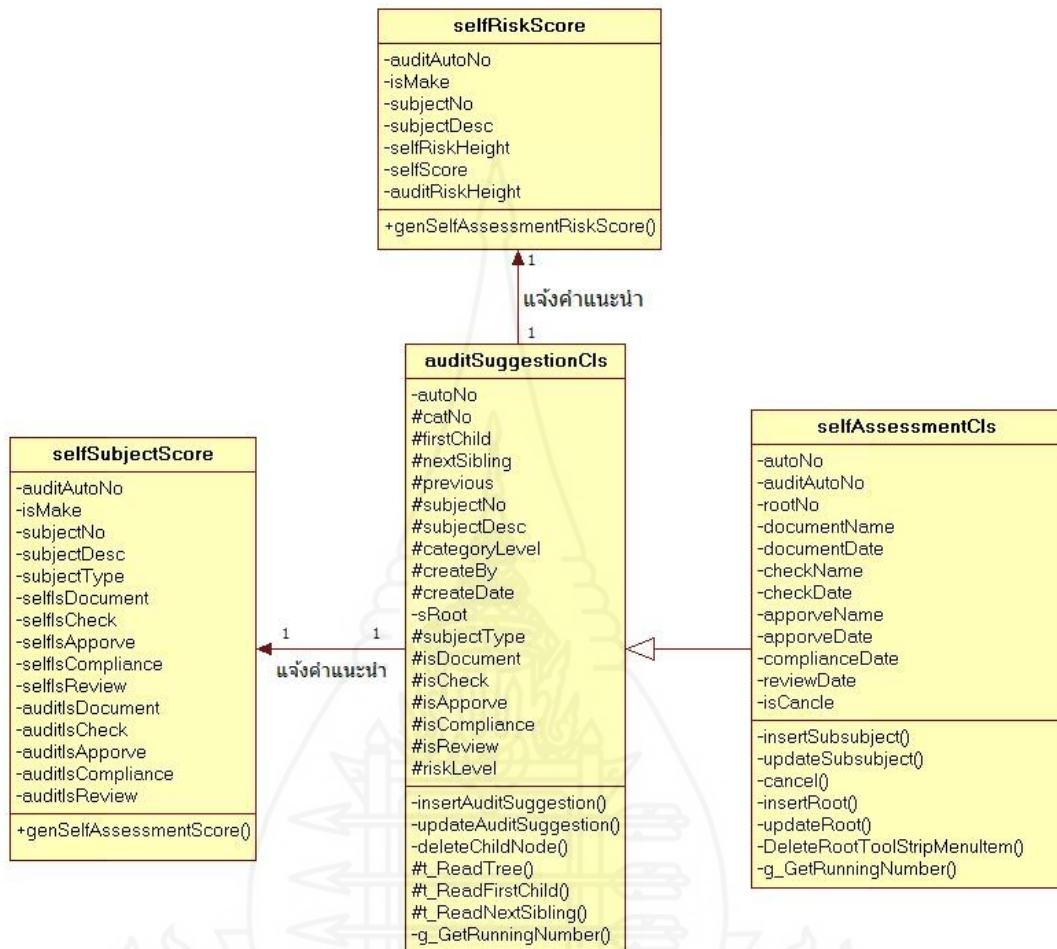 selfRiskScore
-auditAutoNo
-isMake
-subjectNo
-subjectDesc
-selfRiskHeight
-selfScore
-auditRiskHeight
+genSelfAssessmentRiskScore()
1
แจ้งคำแนะนำ
1
auditSuggestionCls
-autoNo
#catNo
#firstChild
#nextSibling
#previous
#subjectNo
#subjectDesc
#categoryLevel
#createBy
#createDate
-sRoot
#subjectType
#isDocument
#isCheck
#isApporve
#isCompliance
#isReview
#riskLevel
-insertAuditSuggestion()
-updateAuditSuggestion()
-deleteChildNode()
#t_ReadTree()
#t_ReadFirstChild()
#t_ReadNextSibling()
-g_GetRunningNumber()
selfSubjectScore
-auditAutoNo
-isMake
-subjectNo
-subjectDesc
-subjectType
-selfIsDocument
-selfIsCheck
-selfIsApporve
-selfIsCompliance
-selfIsReview
-auditIsDocument
-auditIsCheck
-auditIsApporve
-auditIsCompliance
-auditIsReview
+genSelfAssessmentScore()
1 1
แจ้งคำแนะนำ
selfAssessmentCls
-autoNo
-auditAutoNo
-rootNo
-documentName
-documentDate
-checkName
-checkDate
-apporveName
-apporveDate
-complianceDate
-reviewDate
-isCancle
-insertSubsubject()
-updateSubsubject()
-cancel()
-insertRoot()
-updateRoot()
-DeleteRootToolStripMenuItem()
-g_GetRunningNumber()